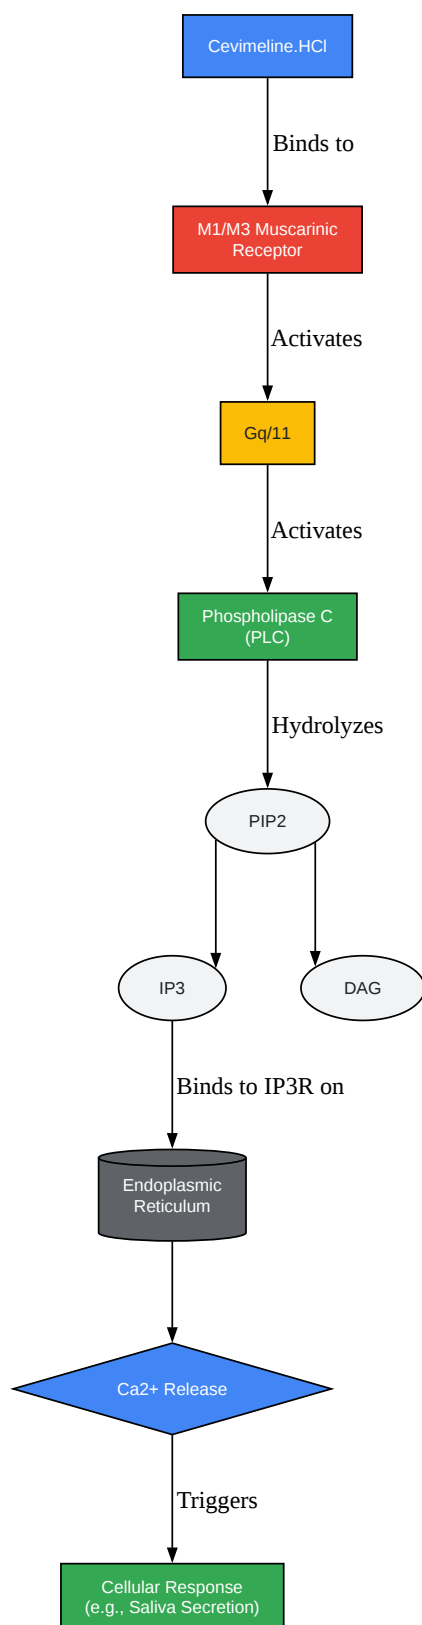 Cevimeline.HCl
Binds to
M1/M3 Muscarinic
Receptor
Activates
Gq/11
Activates
Phospholipase C
(PLC)
Hydrolyzes
PIP2
IP3
DAG
Binds to IP3R on
Endoplasmic
Reticulum
Ca2+ Release
Triggers
Cellular Response
(e.g., Saliva Secretion)